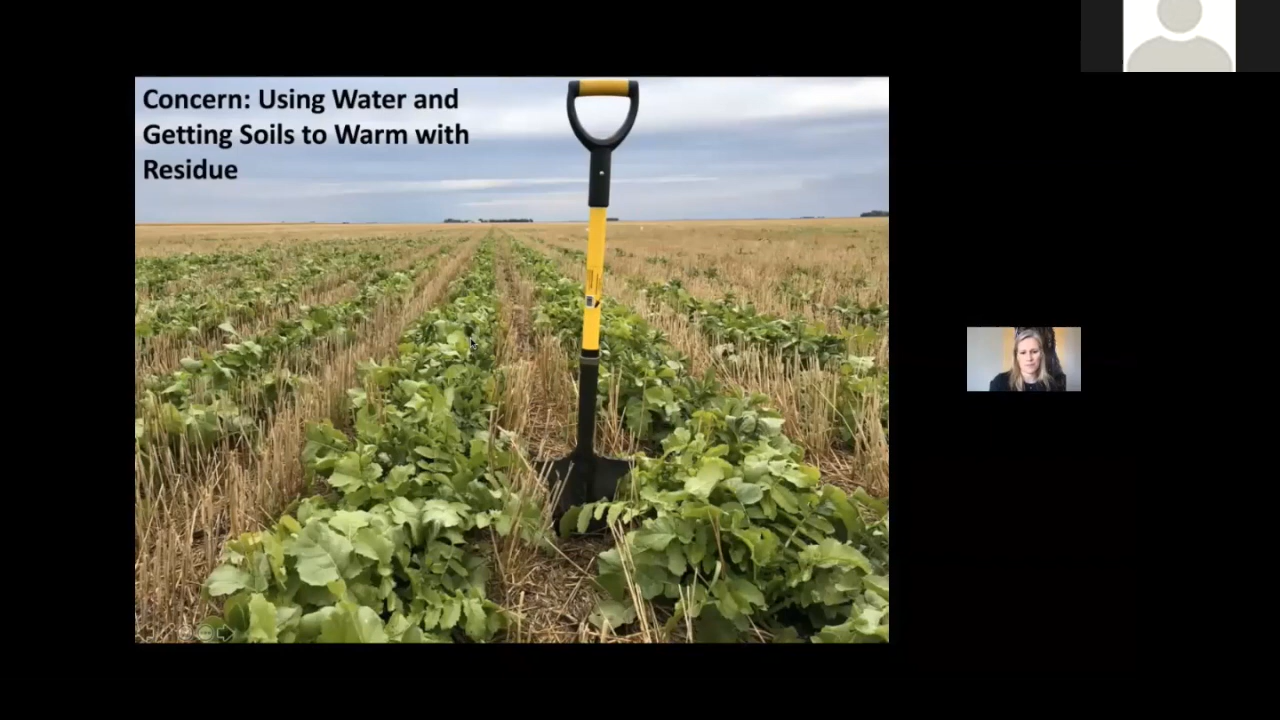 Concern: Using Water and
Getting Soils to Warm with
Residue